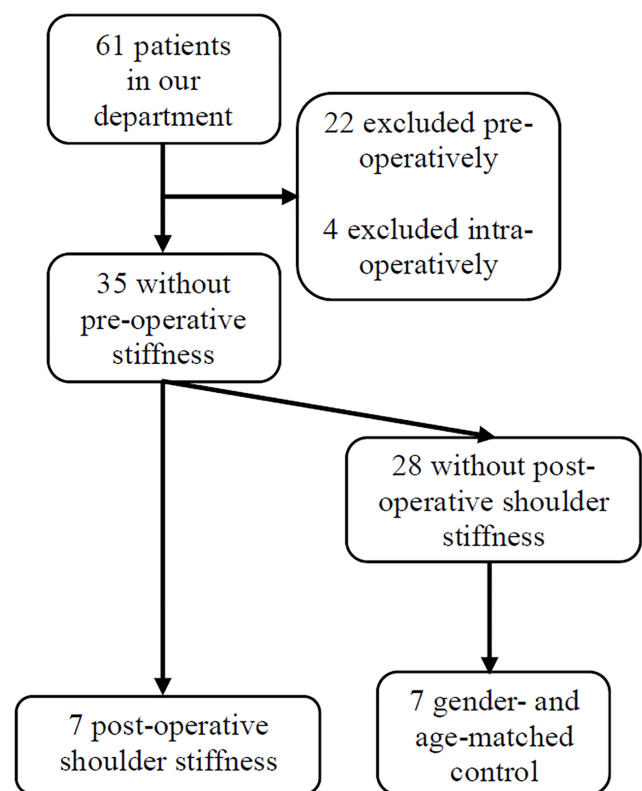 61 patients
in our
department
22 excluded pre-
operatively
4 excluded intra-
operatively
35 without
pre-operative
stiffness
28 without post-
operative shoulder
stiffness
7 post-operative
shoulder stiffness
7 gender- and
age-matched
control